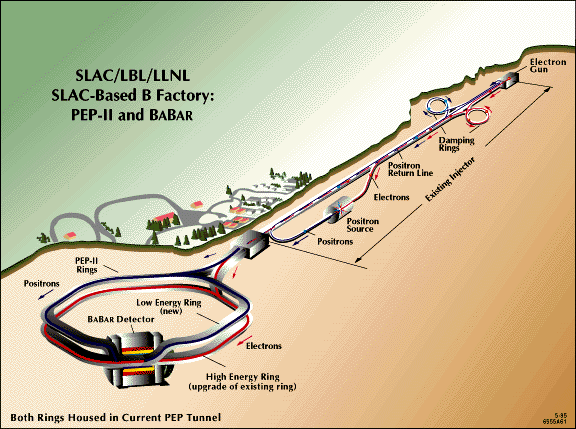 SLAC/LBL/LLNL
SLAC-Based B Factory:
PEP-II and BABAR
Electron
Gun
Damping
Rings
Positron
Return Line
Electrons
Existing Injector
Positron
Source
Positrons
PEP-II
Rings
Positrons
Low Energy Ring
(new)
BABAR Detector
Electrons
High Energy Ring
(upgrade of existing ring)
Both Rings Housed in Current PEP Tunnel
5-95
6555A61